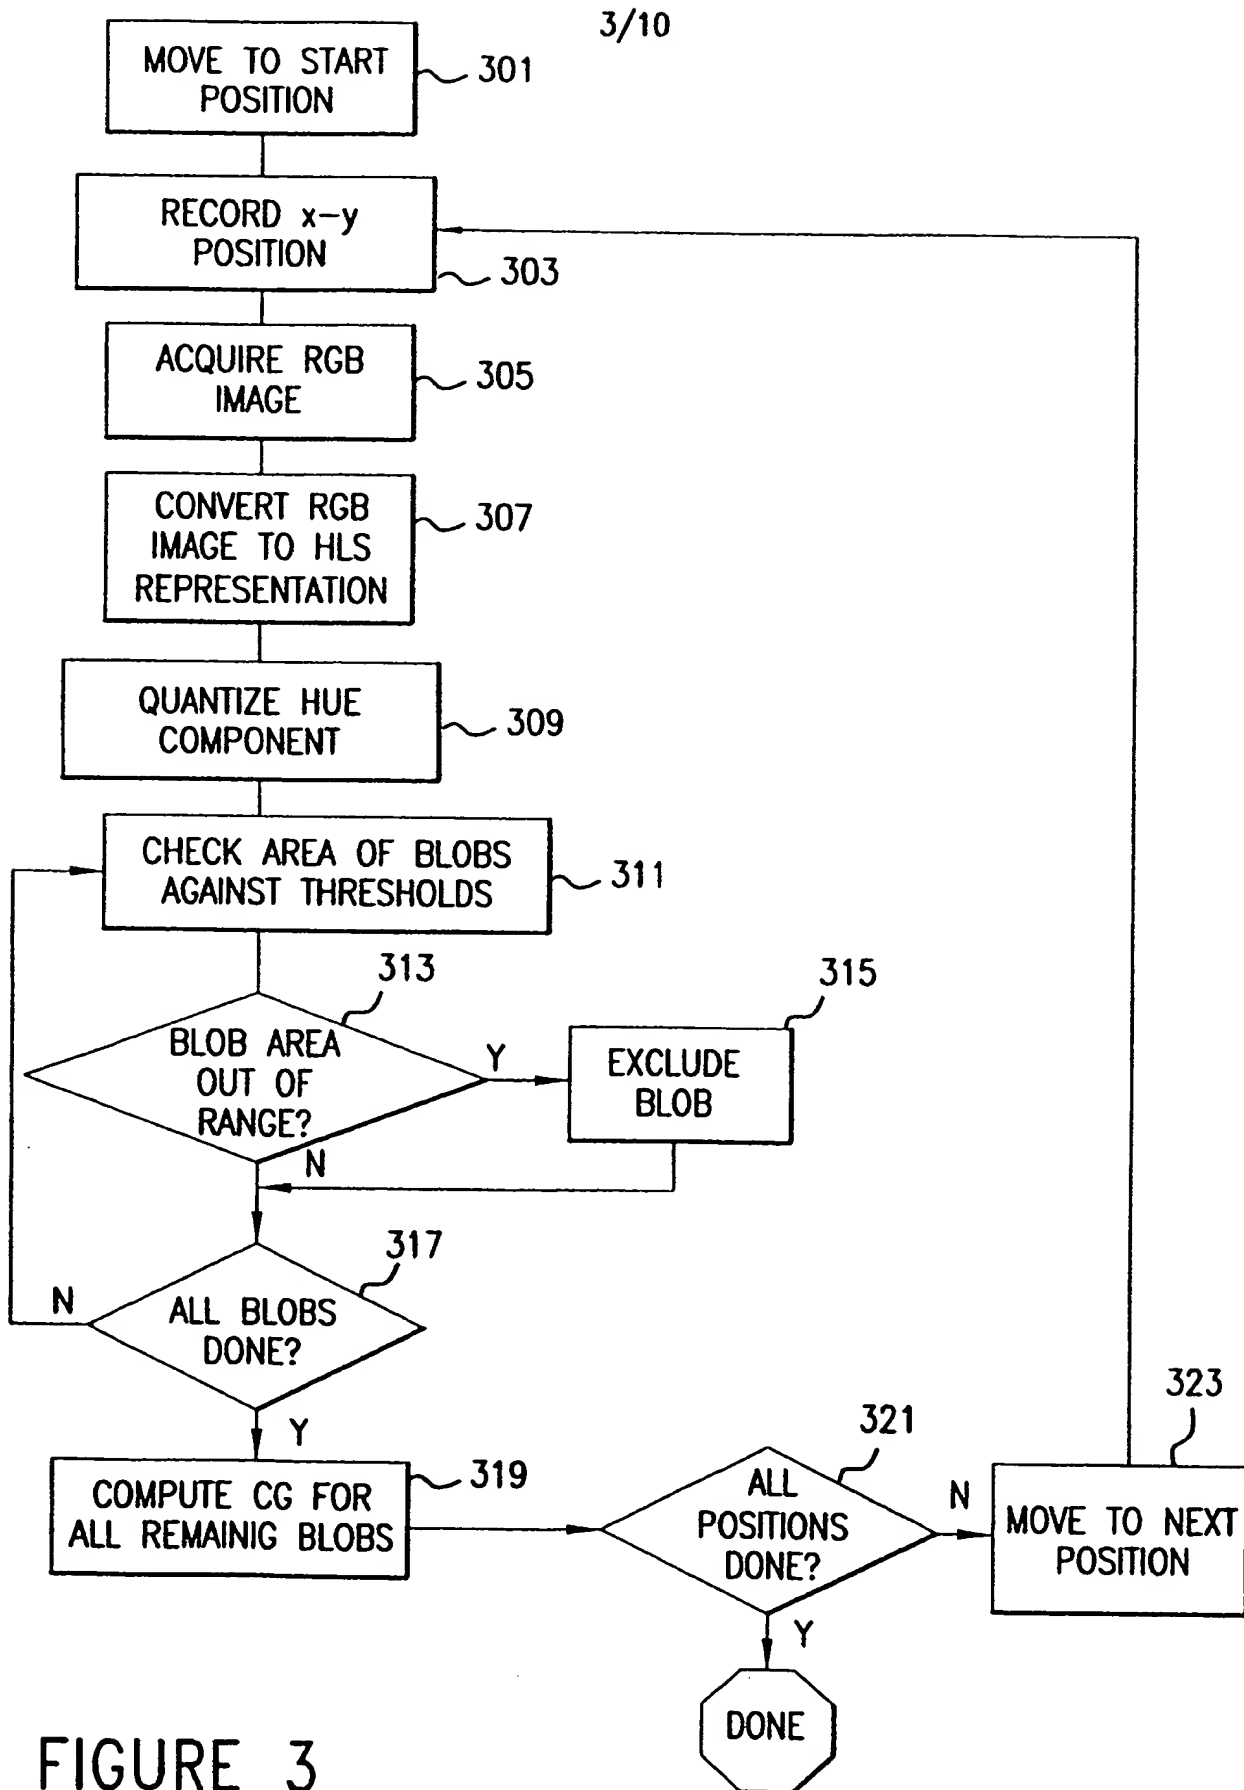 3/10
MOVE TO START
POSITION
301
RECORD x-y
POSITION
303
ACQUIRE RGB
IMAGE
305
CONVERT RGB
IMAGE TO HLS
REPRESENTATION
307
QUANTIZE HUE
COMPONENT
309
CHECK AREA OF BLOBS
AGAINST THRESHOLDS
311
313
BLOB AREA
OUT OF
RANGE?
Y
N
315
EXCLUDE
BLOB
317
ALL BLOBS
DONE?
N
Y
COMPUTE CG FOR
ALL REMAINIG BLOBS
319
321
ALL
POSITIONS
DONE?
N
Y
323
MOVE TO NEXT
POSITION
DONE
FIGURE 3